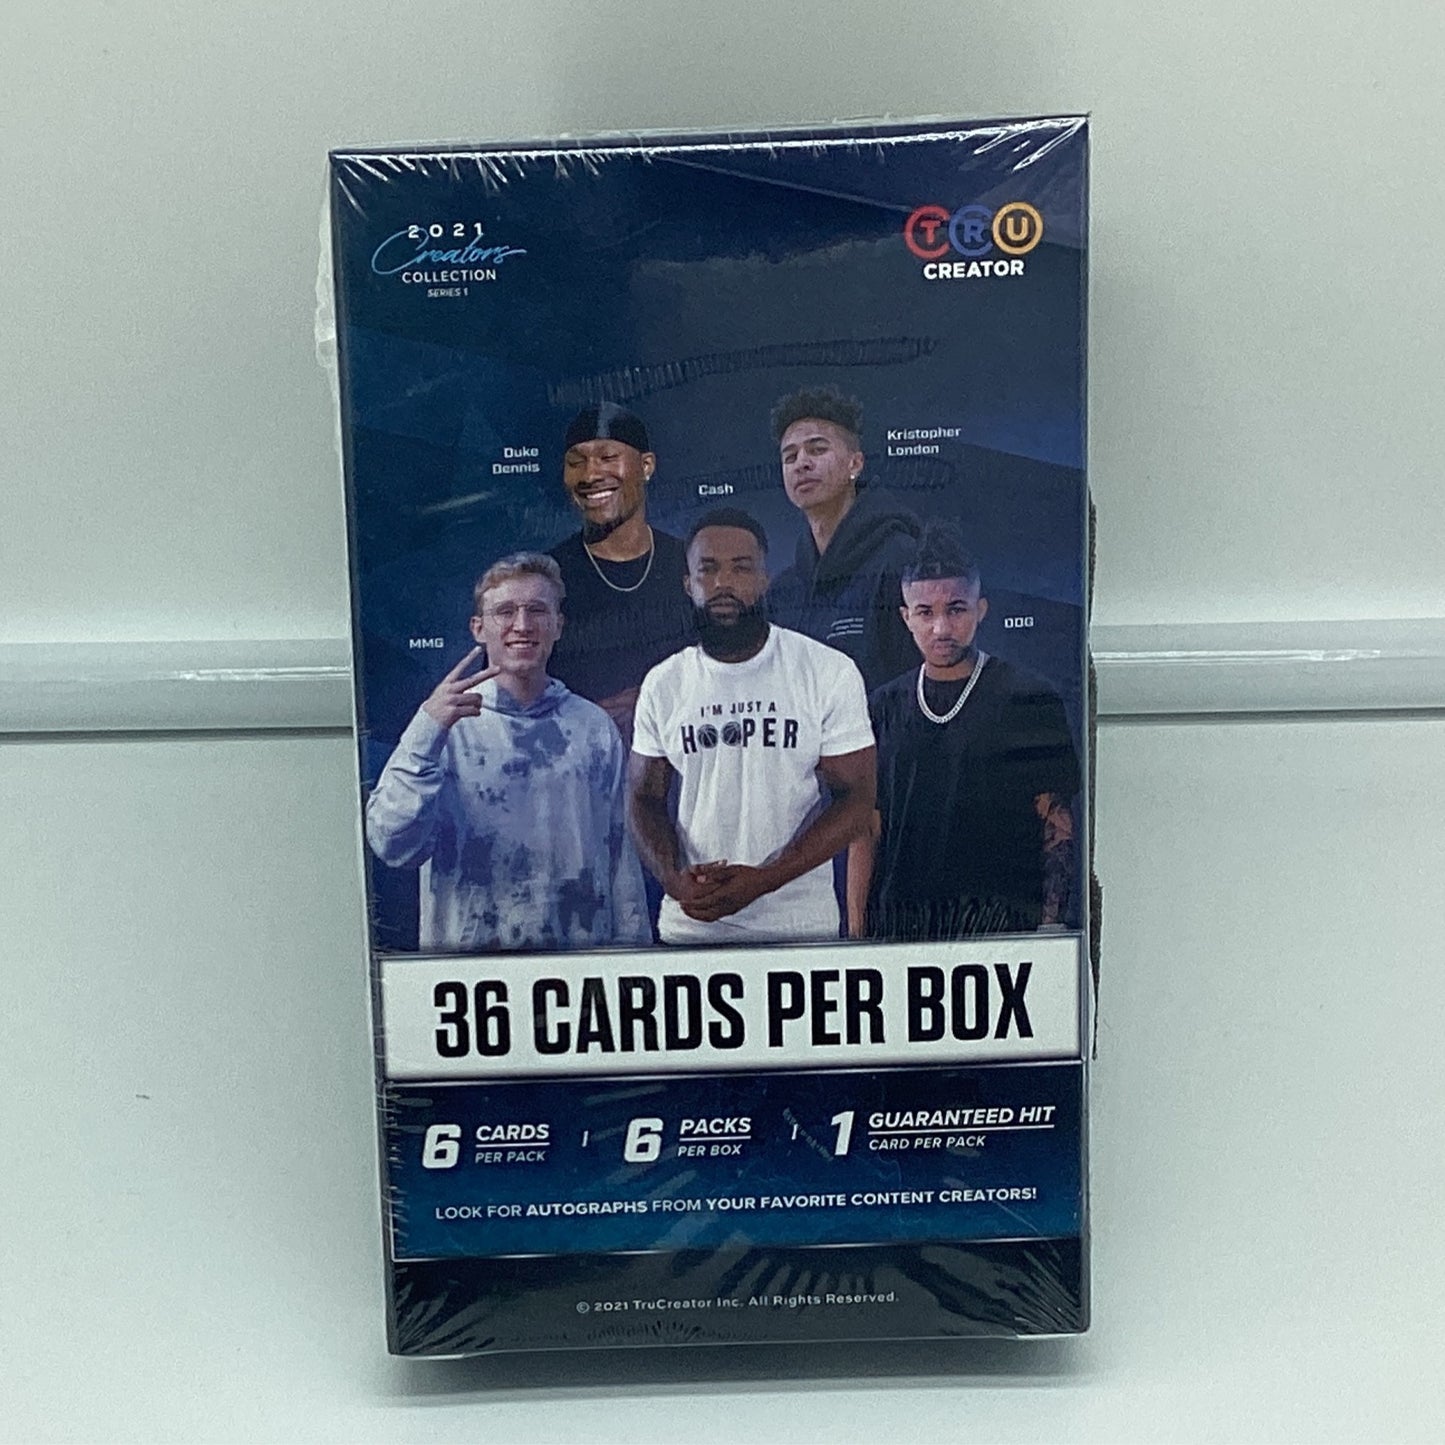 2021
Creators
COLLECTION
SERIES 1
TRU
CREATOR
Duke
Dennis
Cash
Kristopher
London
MMG
DDG
I'M JUST A
HOOPER
36 CARDS PER BOX
6 CARDS
PER PACK
6 PACKS
PER BOX
1 GUARANTEED HIT
CARD PER PACK
LOOK FOR AUTOGRAPHS FROM YOUR FAVORITE CONTENT CREATORS!
© 2021 TruCreator Inc. All Rights Reserved.